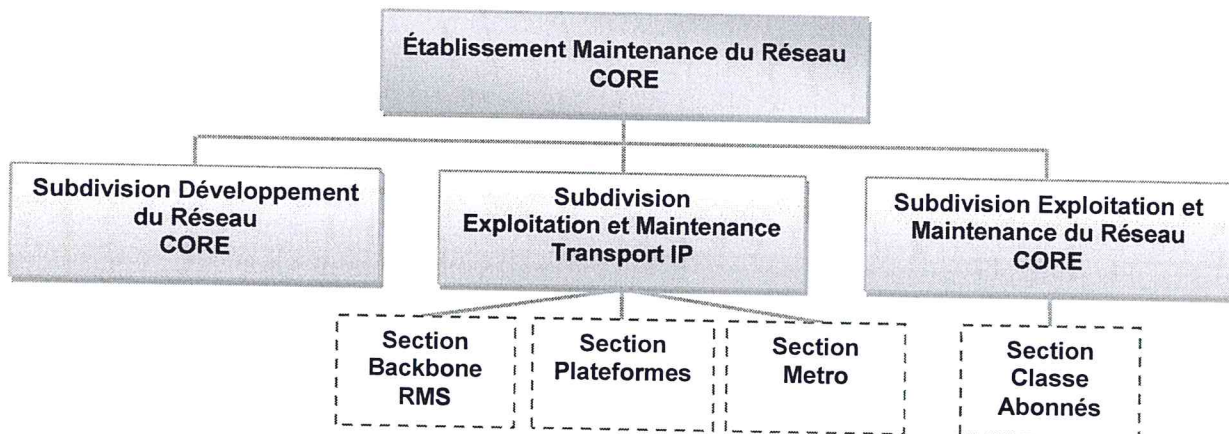 Établissement Maintenance du Réseau
CORE
Subdivision Développement
du Réseau
CORE
Subdivision
Exploitation et Maintenance
Transport IP
Subdivision Exploitation et
Maintenance du Réseau
CORE
Section
Backbone
RMS
Section
Plateformes
Section
Metro
Section
Classe
Abonnés